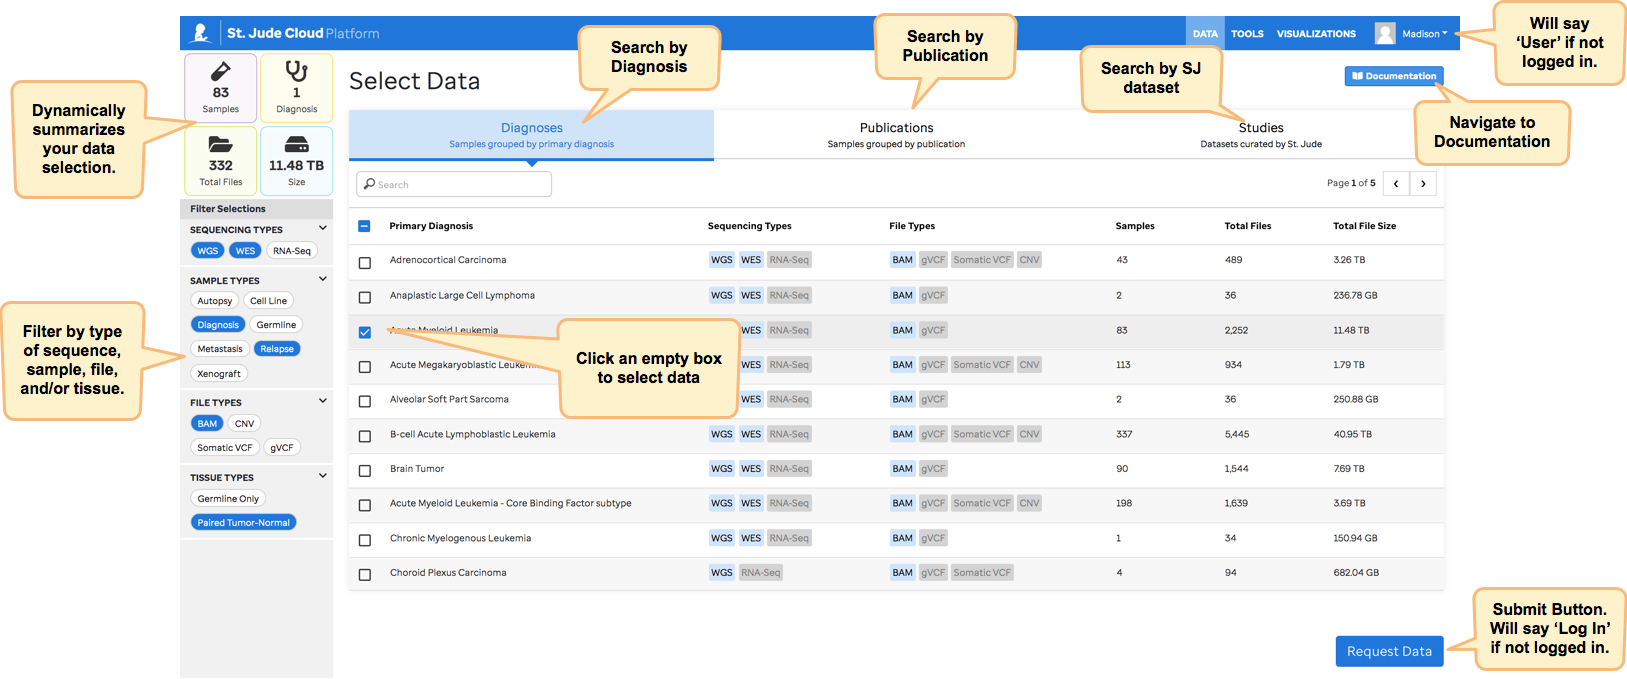 St. Jude Cloud Platform
DATA TOOLS VISUALIZATIONS Madison
Will say
‘User’ if not
logged in.
Search by
Diagnosis
Search by
Publication
Search by SJ
dataset
Documentation
Navigate to
Documentation
Dynamically
summarizes
your data
selection.
83
Samples
1
Diagnosis
332
Total Files
11.48 TB
Size
Select Data
Diagnoses
Samples grouped by primary diagnosis
Publications
Samples grouped by publication
Studies
Datasets curated by St. Jude
Search
Page 1 of 5
Filter Selections
SEQUENCING TYPES
WGS WES RNA-Seq
SAMPLE TYPES
Autopsy Cell Line
Diagnosis Germline
Metastasis Relapse
Xenograft
FILE TYPES
BAM CNV
Somatic VCF gVCF
TISSUE TYPES
Germline Only
Paired Tumor-Normal
Filter by type
of sequence,
sample, file,
and/or tissue.
Primary Diagnosis Sequencing Types File Types Samples Total Files Total File Size
Adrenocortical Carcinoma WGS WES RNA-Seq BAM gVCF Somatic VCF CNV 43 489 3.26 TB
Anaplastic Large Cell Lymphoma WGS WES RNA-Seq BAM gVCF 2 36 236.78 GB
Acute Myeloid Leukemia WES RNA-Seq BAM gVCF 83 2,252 11.48 TB
Acute Megakaryoblastic WES RNA-Seq BAM gVCF Somatic VCF CNV 113 934 1.79 TB
Alveolar Soft Part Sarcoma WES RNA-Seq BAM gVCF 2 36 250.88 GB
B-cell Acute Lymphoblastic Leukemia WGS WES RNA-Seq BAM gVCF Somatic VCF CNV 337 5,445 40.95 TB
Brain Tumor WGS WES RNA-Seq BAM gVCF 90 1,544 7.69 TB
Acute Myeloid Leukemia - Core Binding Factor subtype WGS WES RNA-Seq BAM gVCF Somatic VCF CNV 198 1,639 3.69 TB
Chronic Myelogenous Leukemia WGS WES RNA-Seq BAM gVCF 1 34 150.94 GB
Choroid Plexus Carcinoma WGS RNA-Seq BAM gVCF Somatic VCF 4 94 682.04 GB
Click an empty box
to select data
Request Data
Submit Button.
Will say ‘Log In’
if not logged in.